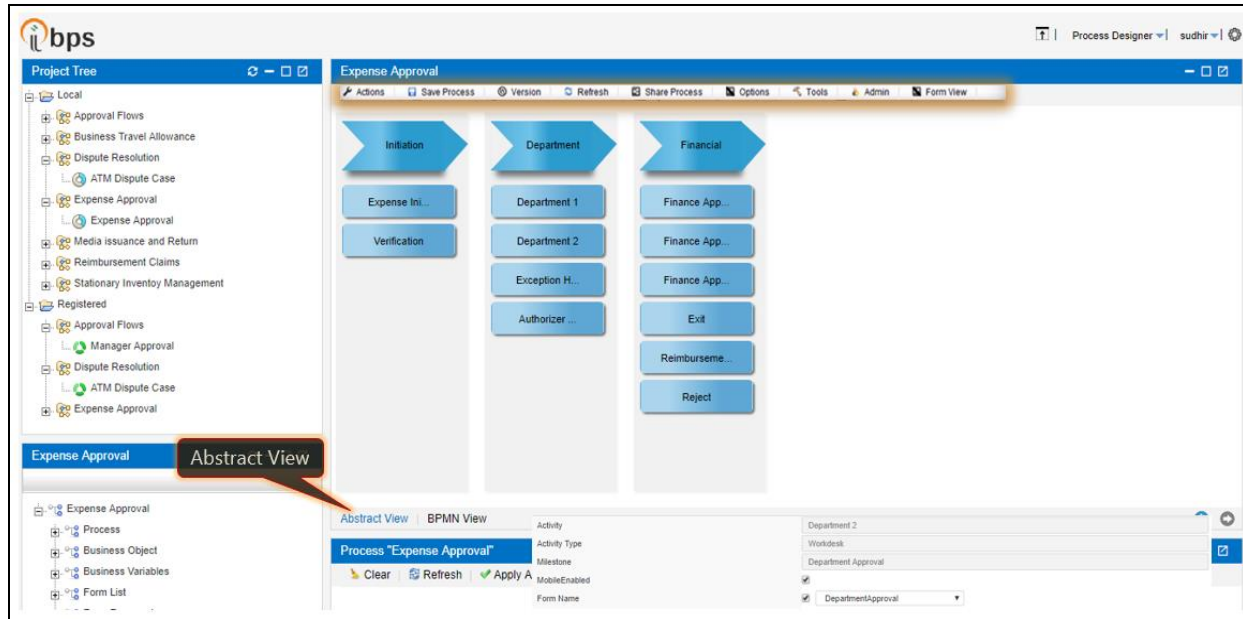 ibps
Process Designer sudhir
Project Tree
Local
Approval Flows
Business Travel Allowance
Dispute Resolution
ATM Dispute Case
Expense Approval
Expense Approval
Media issuance and Return
Reimbursement Claims
Stationary Inventoy Management
Registered
Approval Flows
Manager Approval
Dispute Resolution
ATM Dispute Case
Expense Approval
Expense Approval
Actions Save Process Version Refresh Share Process Options Tools Admin Form View
Initiation Department Financial
Expense Ini... Department 1 Finance App...
Verification Department 2 Finance App...
Exception H... Finance App...
Authorizer ... Exit
Reimburseme...
Reject
Expense Approval
Abstract View
Expense Approval
Process
Business Object
Business Variables
Form List
Abstract View BPMN View
Process "Expense Approval"
Clear Refresh Apply A
Activity Department 2
Activity Type Workdesk
Milestone Department Approval
MobileEnabled
Form Name DepartmentApproval